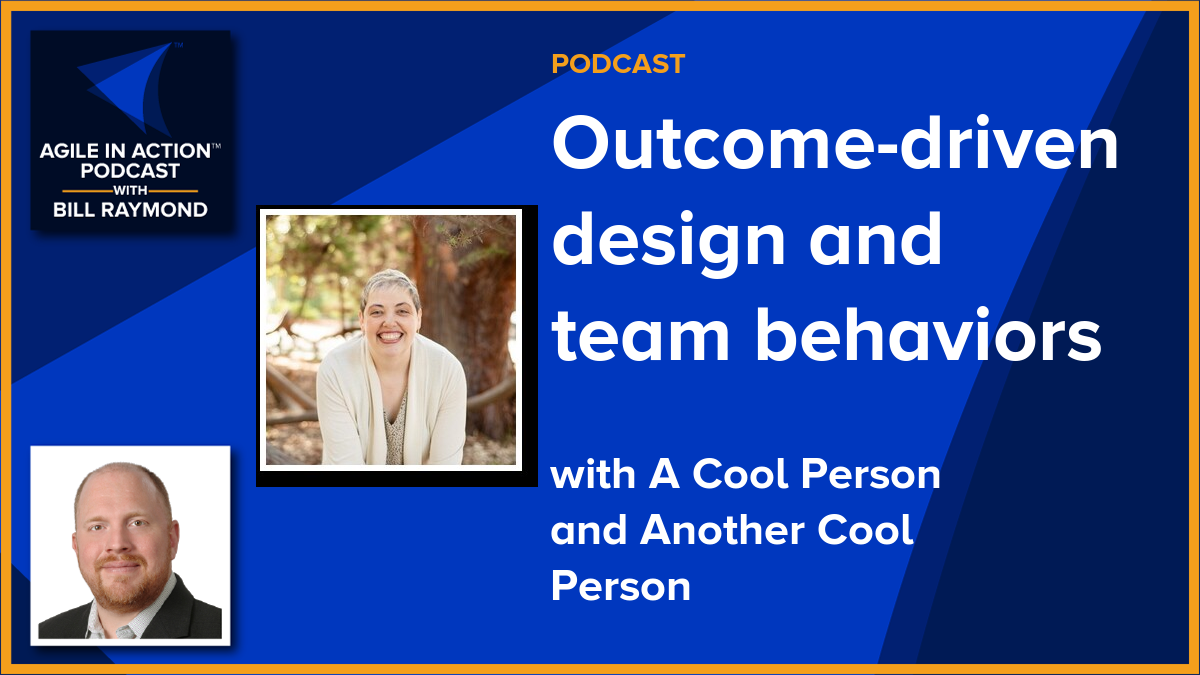 AGILE IN ACTION™
PODCAST
WITH
BILL RAYMOND
PODCAST
Outcome-driven
design and
team behaviors
with A Cool Person
and Another Cool
Person